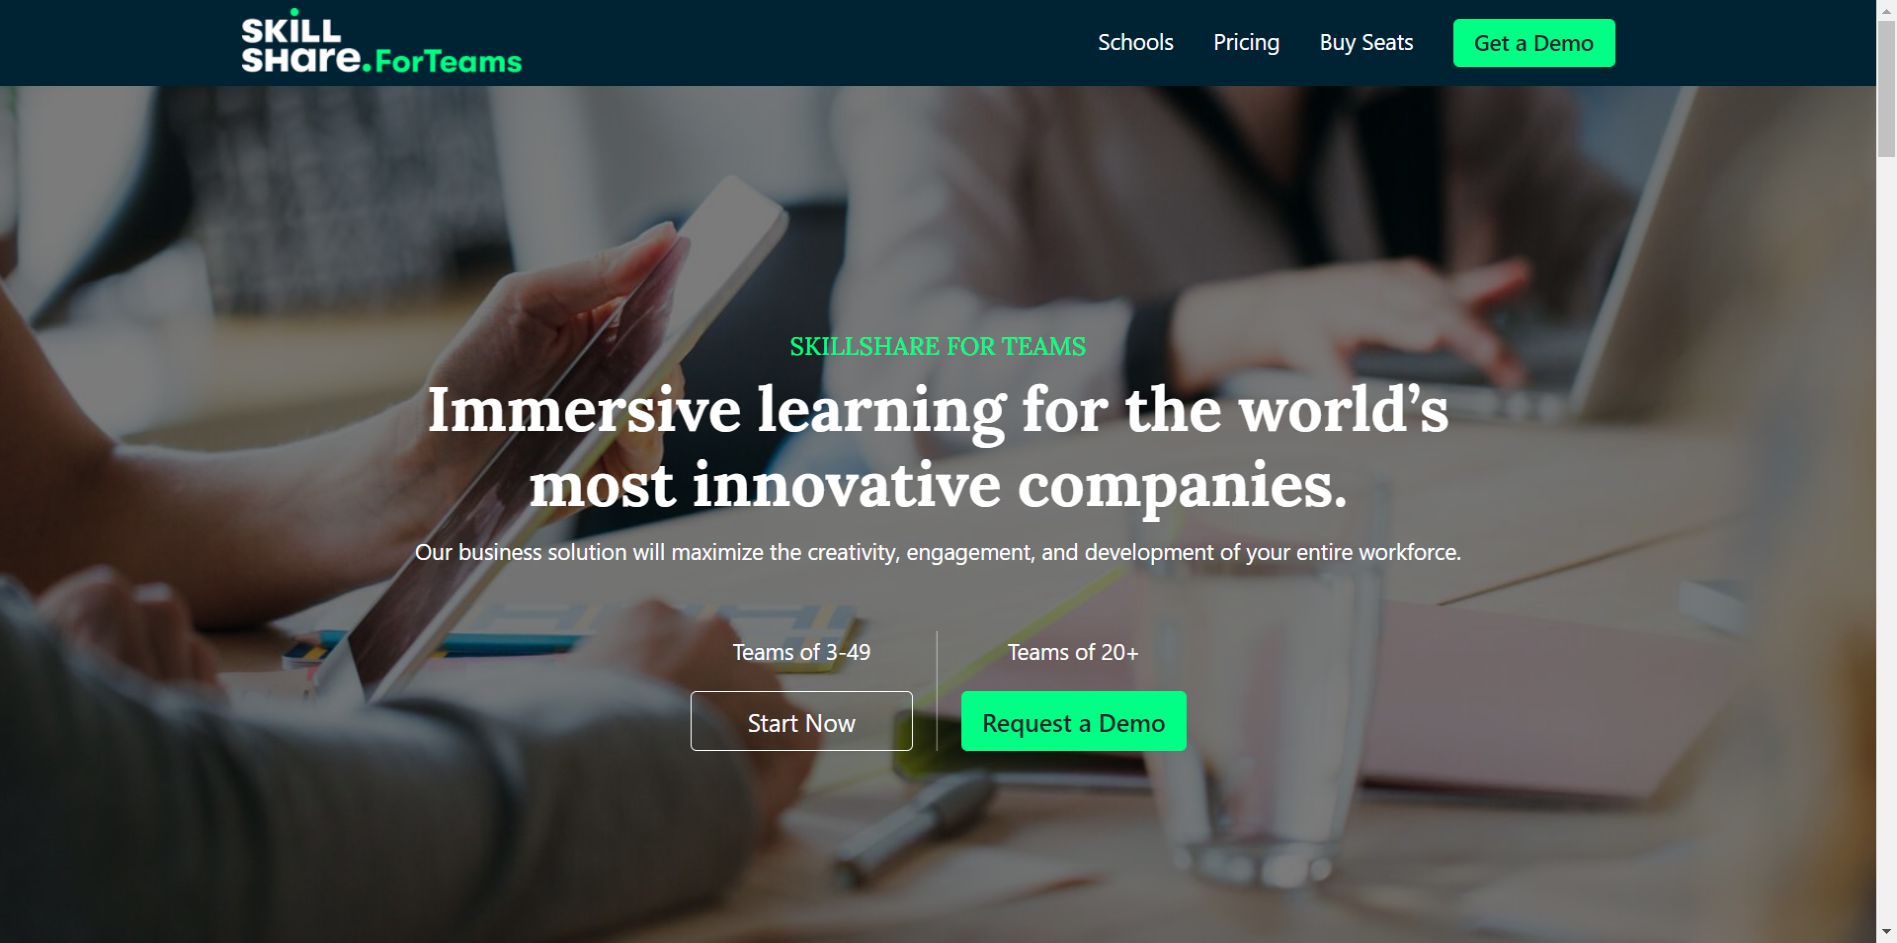 SKILL
SHARE.ForTeams
Schools
Pricing
Buy Seats
Get a Demo
SKILLSHARE FOR TEAMS
Immersive learning for the world’s
most innovative companies.
Our business solution will maximize the creativity, engagement, and development of your entire workforce.
Teams of 3-49
Start Now
Teams of 20+
Request a Demo